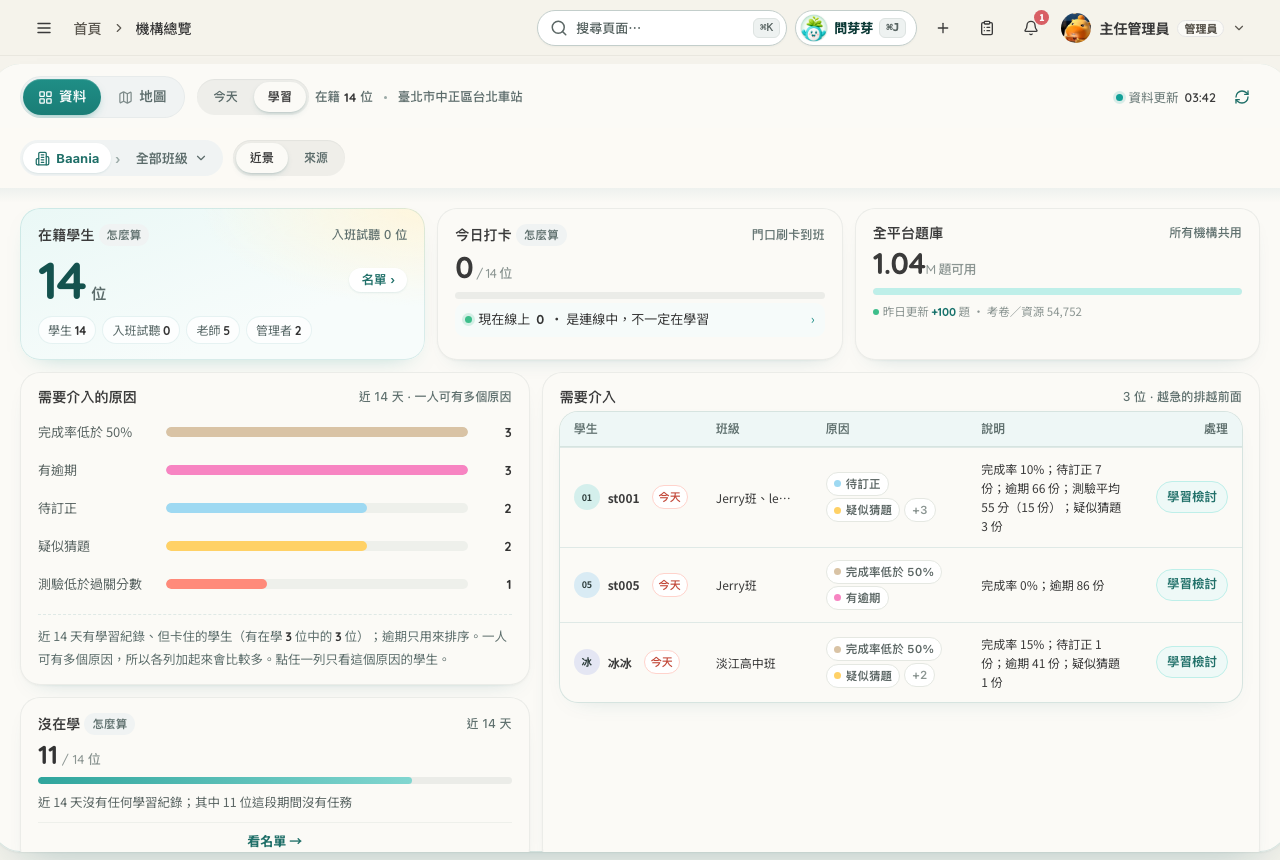 首頁 › 機構總覽
搜尋頁面… ⌘K
問芽芽 ⌘J
1
主任管理員 管理員
資料 地圖
今天 學習
在籍 14 位 • 臺北市中正區台北車站
資料更新 03:42
Baania › 全部班級
近景 來源
在籍學生 怎麼算 入班試聽 0 位
14 位
名單 ›
學生 14 入班試聽 0 老師 5 管理者 2
今日打卡 怎麼算 門口刷卡到班
0 / 14 位
現在線上 0 • 是連線中，不一定在學習 ›
全平台題庫 所有機構共用
1.04M 題可用
昨日更新 +100 題 • 考卷／資源 54,752
需要介入的原因 近 14 天 · 一人可有多個原因
完成率低於 50% 3
有逾期 3
待訂正 2
疑似猜題 2
測驗低於過關分數 1
近 14 天有學習紀錄、但卡住的學生（有在學 3 位中的 3 位）；逾期只用來排序。一人
可有多個原因，所以各列加起來會比較多。點任一列只看這個原因的學生。
沒在學 怎麼算 近 14 天
11 / 14 位
近 14 天沒有任何學習紀錄；其中 11 位這段期間沒有任務
看名單 →
需要介入 3 位 · 越急的排越前面
學生 班級 原因 說明 處理
01 st001 今天 Jerry班、le… 待訂正 疑似猜題 +3
完成率 10%；待訂正 7
份；逾期 66 份；測驗平均
55 分（15 份）；疑似猜題
3 份
學習檢討
05 st005 今天 Jerry班 完成率低於 50% 有逾期
完成率 0%；逾期 86 份
學習檢討
冰 冰冰 今天 淡江高中班 完成率低於 50% 疑似猜題 +2
完成率 15%；待訂正 1
份；逾期 41 份；疑似猜題
1 份
學習檢討